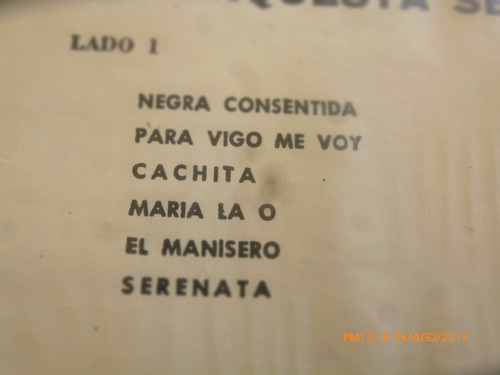 LADO 1
NEGRA CONSENTIDA
PARA VIGO ME VOY
CACHITA
MARIA LA O
EL MANISERO
SERENATA